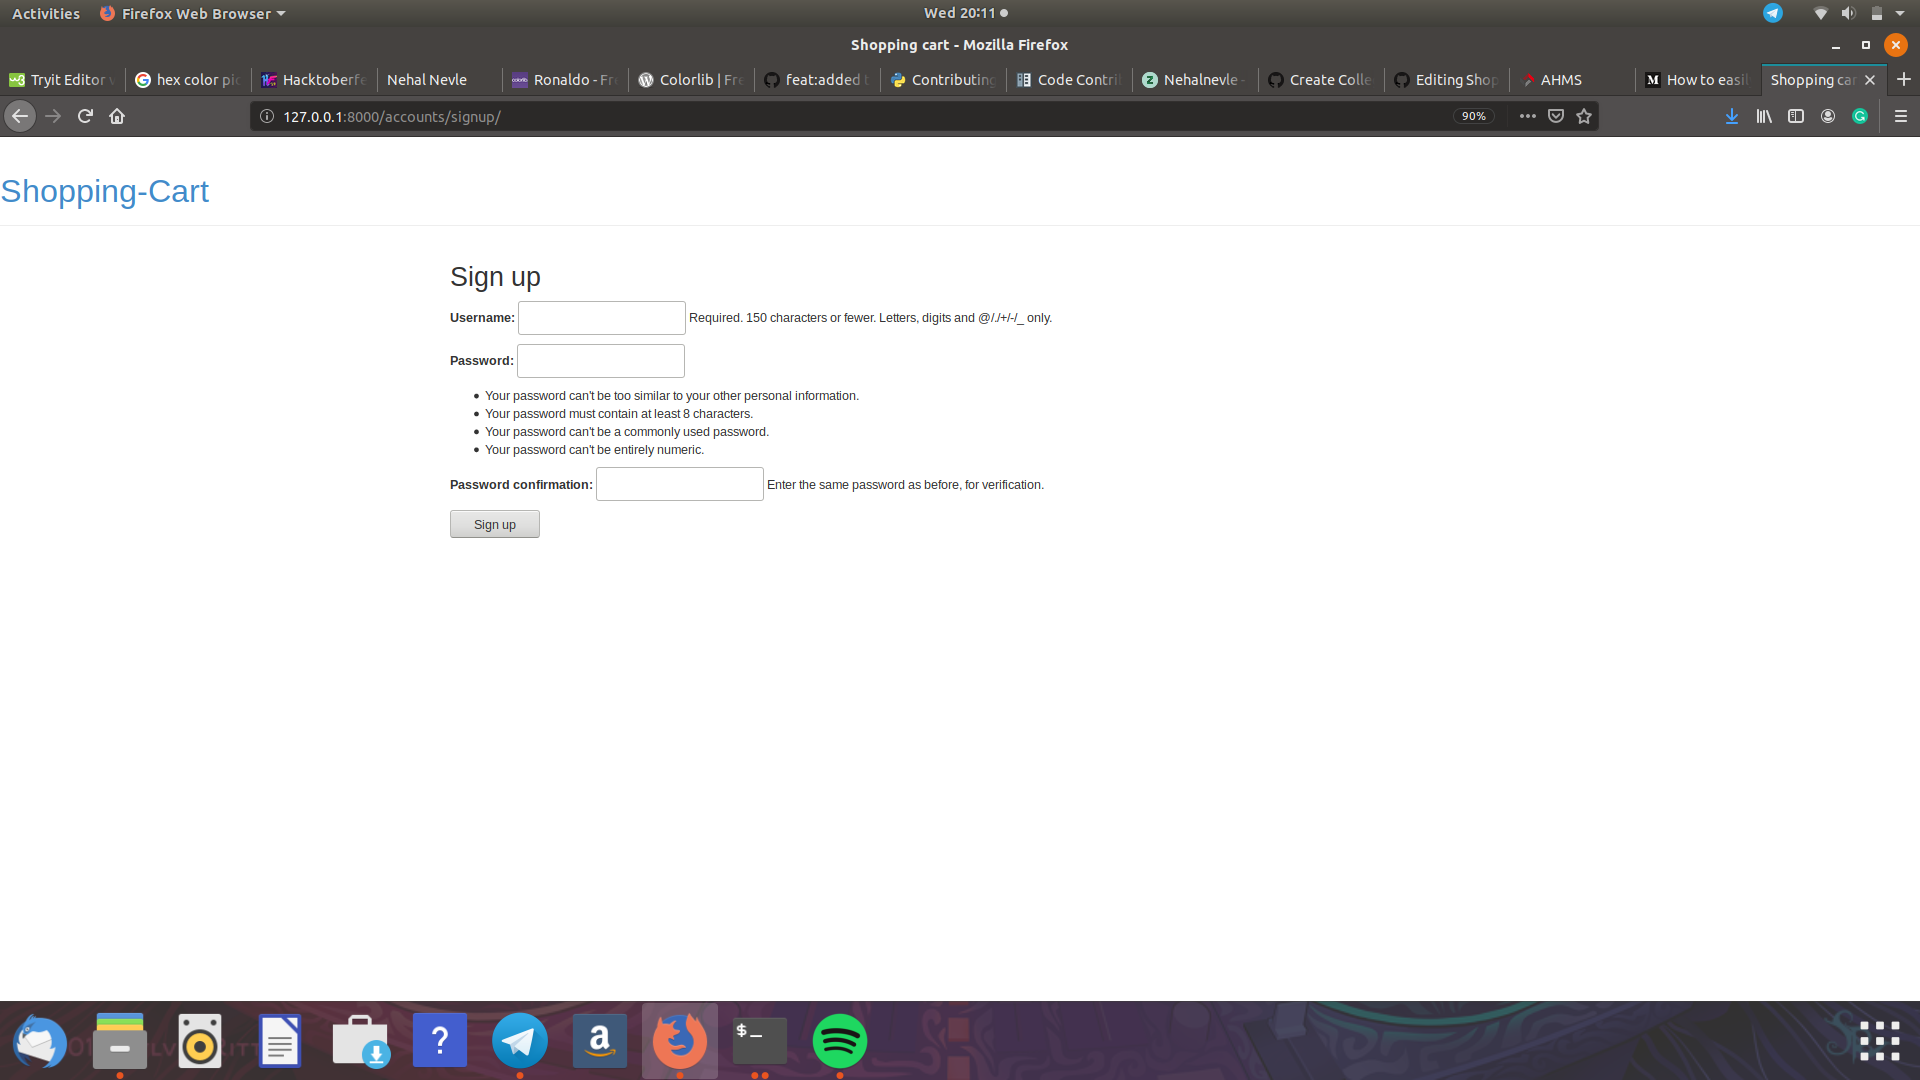 Activities Firefox Web Browser Wed 20:11
Shopping cart - Mozilla Firefox
Tryit Editor hex color pic Hacktoberfe Nehal Nevle Ronaldo - Fr Colorlib | Fre feat:added t Contributing Code Contri Nehalnevle - Create Colle Editing Shop AHMS How to easil Shopping car
127.0.0.1:8000/accounts/signup/ 90%
Shopping-Cart
Sign up
Username: Required. 150 characters or fewer. Letters, digits and @/./+/-/_ only.
Password:
• Your password can't be too similar to your other personal information.
• Your password must contain at least 8 characters.
• Your password can't be a commonly used password.
• Your password can't be entirely numeric.
Password confirmation: Enter the same password as before, for verification.
Sign up